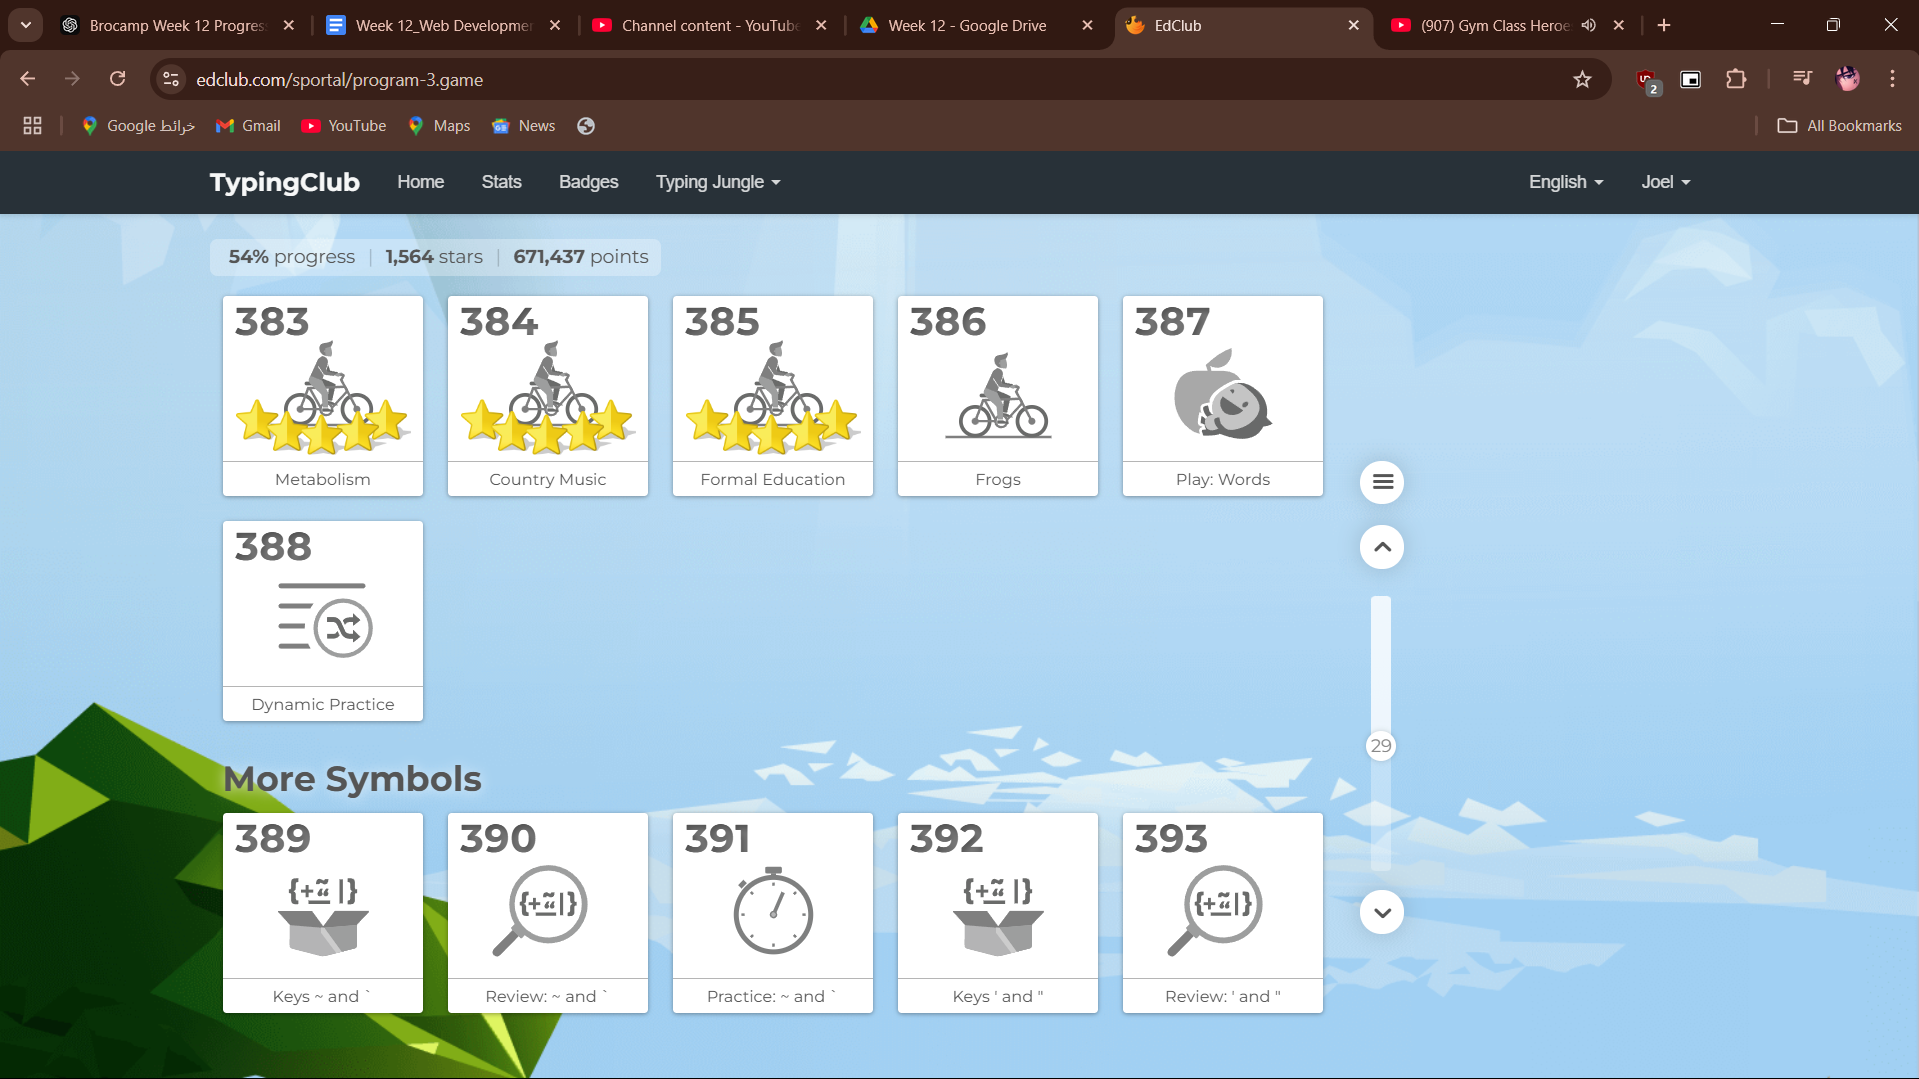 Brocamp Week 12 Progres
Week 12_Web Developmen
Channel content - YouTube
Week 12 - Google Drive
EdClub
(907) Gym Class Heroe
edclub.com/sportal/program-3.game
2
Google خرائط
Gmail
YouTube
Maps
News
All Bookmarks
TypingClub
Home
Stats
Badges
Typing Jungle
English
Joel
54% progress | 1,564 stars | 671,437 points
383
Metabolism
384
Country Music
385
Formal Education
386
Frogs
387
Play: Words
388
Dynamic Practice
29
More Symbols
389
{+~“|}
Keys ~ and `
390
{+~“|}
Review: ~ and `
391
Practice: ~ and `
392
{+~“|}
Keys ' and "
393
{+~“|}
Review: ' and "